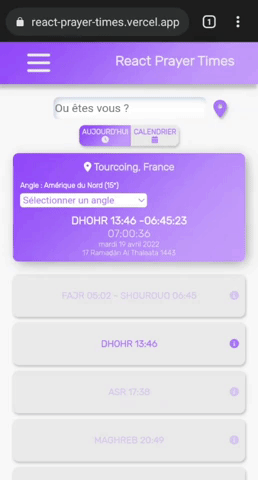 react-prayer-times.vercel.app
1
React Prayer Times
Ou êtes vous ?
AUJOURD'HUI
CALENDRIER
Tourcoing, France
Angle : Amérique du Nord (15°)
Sélectionner un angle
DHOHR 13:46 -06:45:23
07:00:36
mardi 19 avril 2022
17 Ramaḍān Al Thalaata 1443
FAJR 05:02 - SHOUROUQ 06:45
DHOHR 13:46
ASR 17:38
MAGHREB 20:49